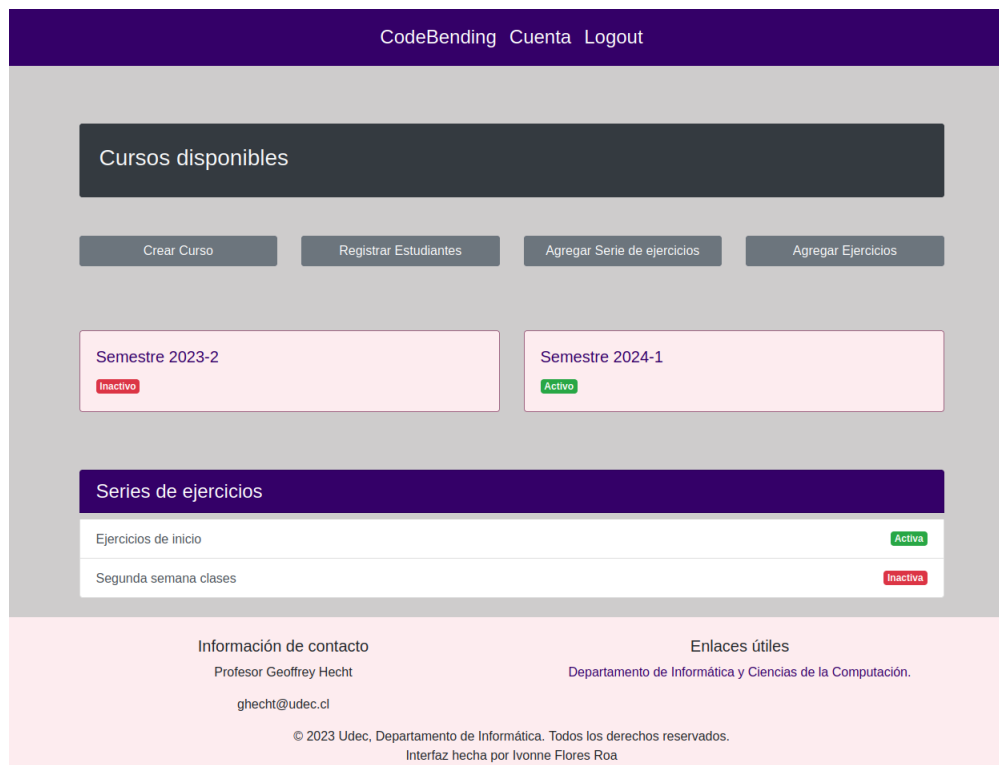 CodeBending Cuenta Logout
Cursos disponibles
Crear Curso
Registrar Estudiantes
Agregar Serie de ejercicios
Agregar Ejercicios
Semestre 2023-2
Inactivo
Semestre 2024-1
Activo
Series de ejercicios
Ejercicios de inicio
Activa
Segunda semana clases
Inactiva
Información de contacto
Profesor Geoffrey Hecht
ghecht@udec.cl
Enlaces útiles
Departamento de Informática y Ciencias de la Computación.
© 2023 Udec, Departamento de Informática. Todos los derechos reservados.
Interfaz hecha por Ivonne Flores Roa